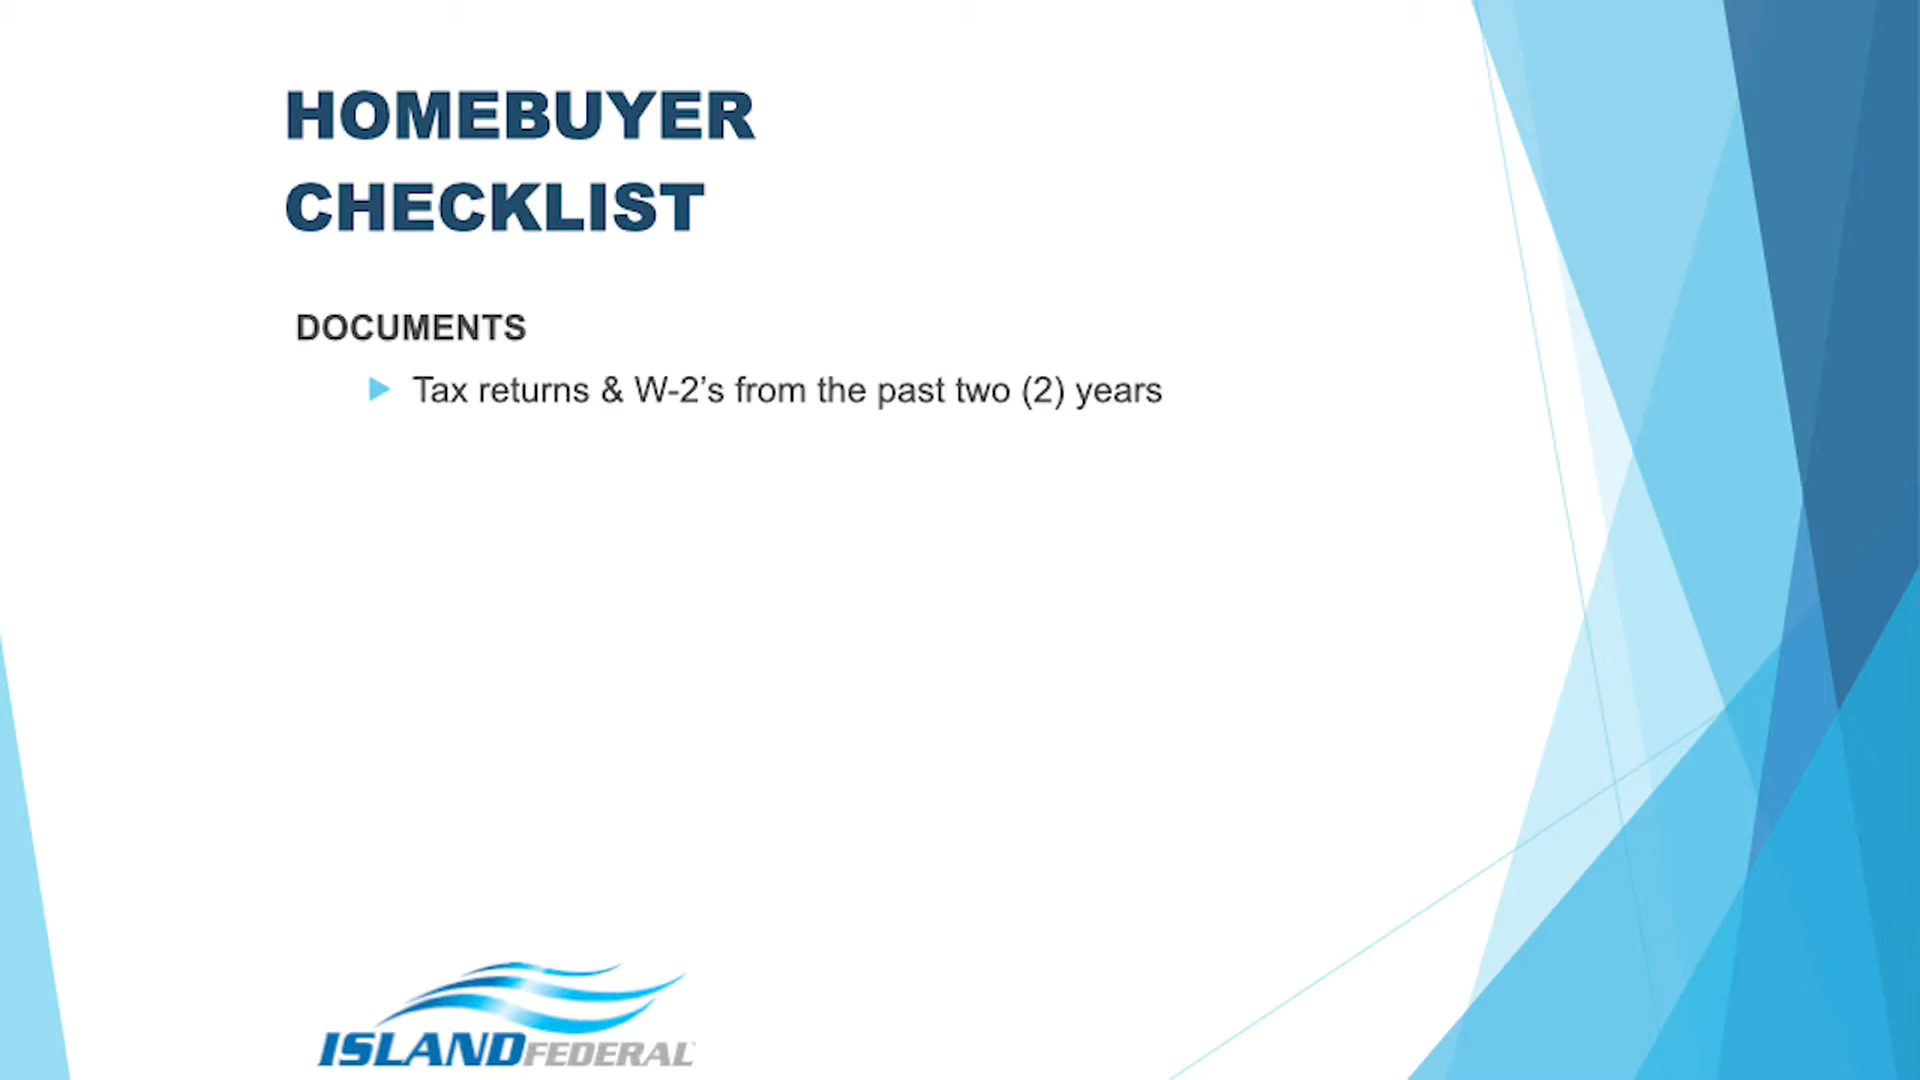 HOMEBUYER
CHECKLIST
DOCUMENTS
Tax returns & W-2’s from the past two (2) years
ISLANDFEDERAL